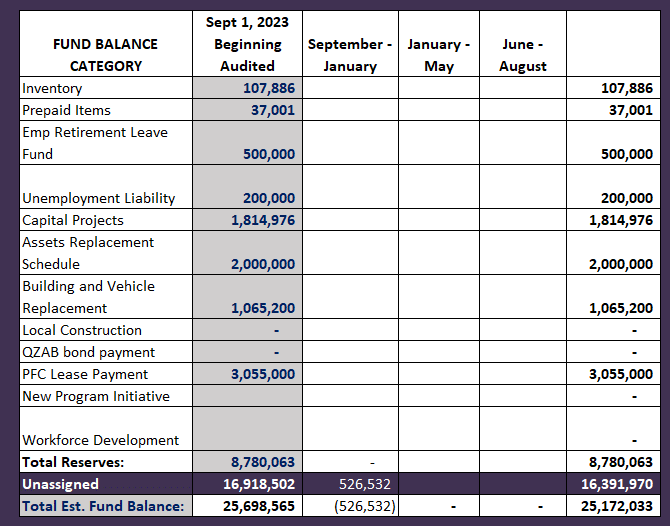 FUND BALANCE CATEGORY Sept 1, 2023 Beginning Audited September - January January - May June - August
Inventory 107,886 107,886
Prepaid Items 37,001 37,001
Emp Retirement Leave Fund 500,000 500,000
Unemployment Liability 200,000 200,000
Capital Projects 1,814,976 1,814,976
Assets Replacement Schedule 2,000,000 2,000,000
Building and Vehicle Replacement 1,065,200 1,065,200
Local Construction - -
QZAB bond payment - -
PFC Lease Payment 3,055,000 3,055,000
New Program Initiative -
Workforce Development -
Total Reserves: 8,780,063 - 8,780,063
Unassigned 16,918,502 526,532 16,391,970
Total Est. Fund Balance: 25,698,565 (526,532) - - 25,172,033